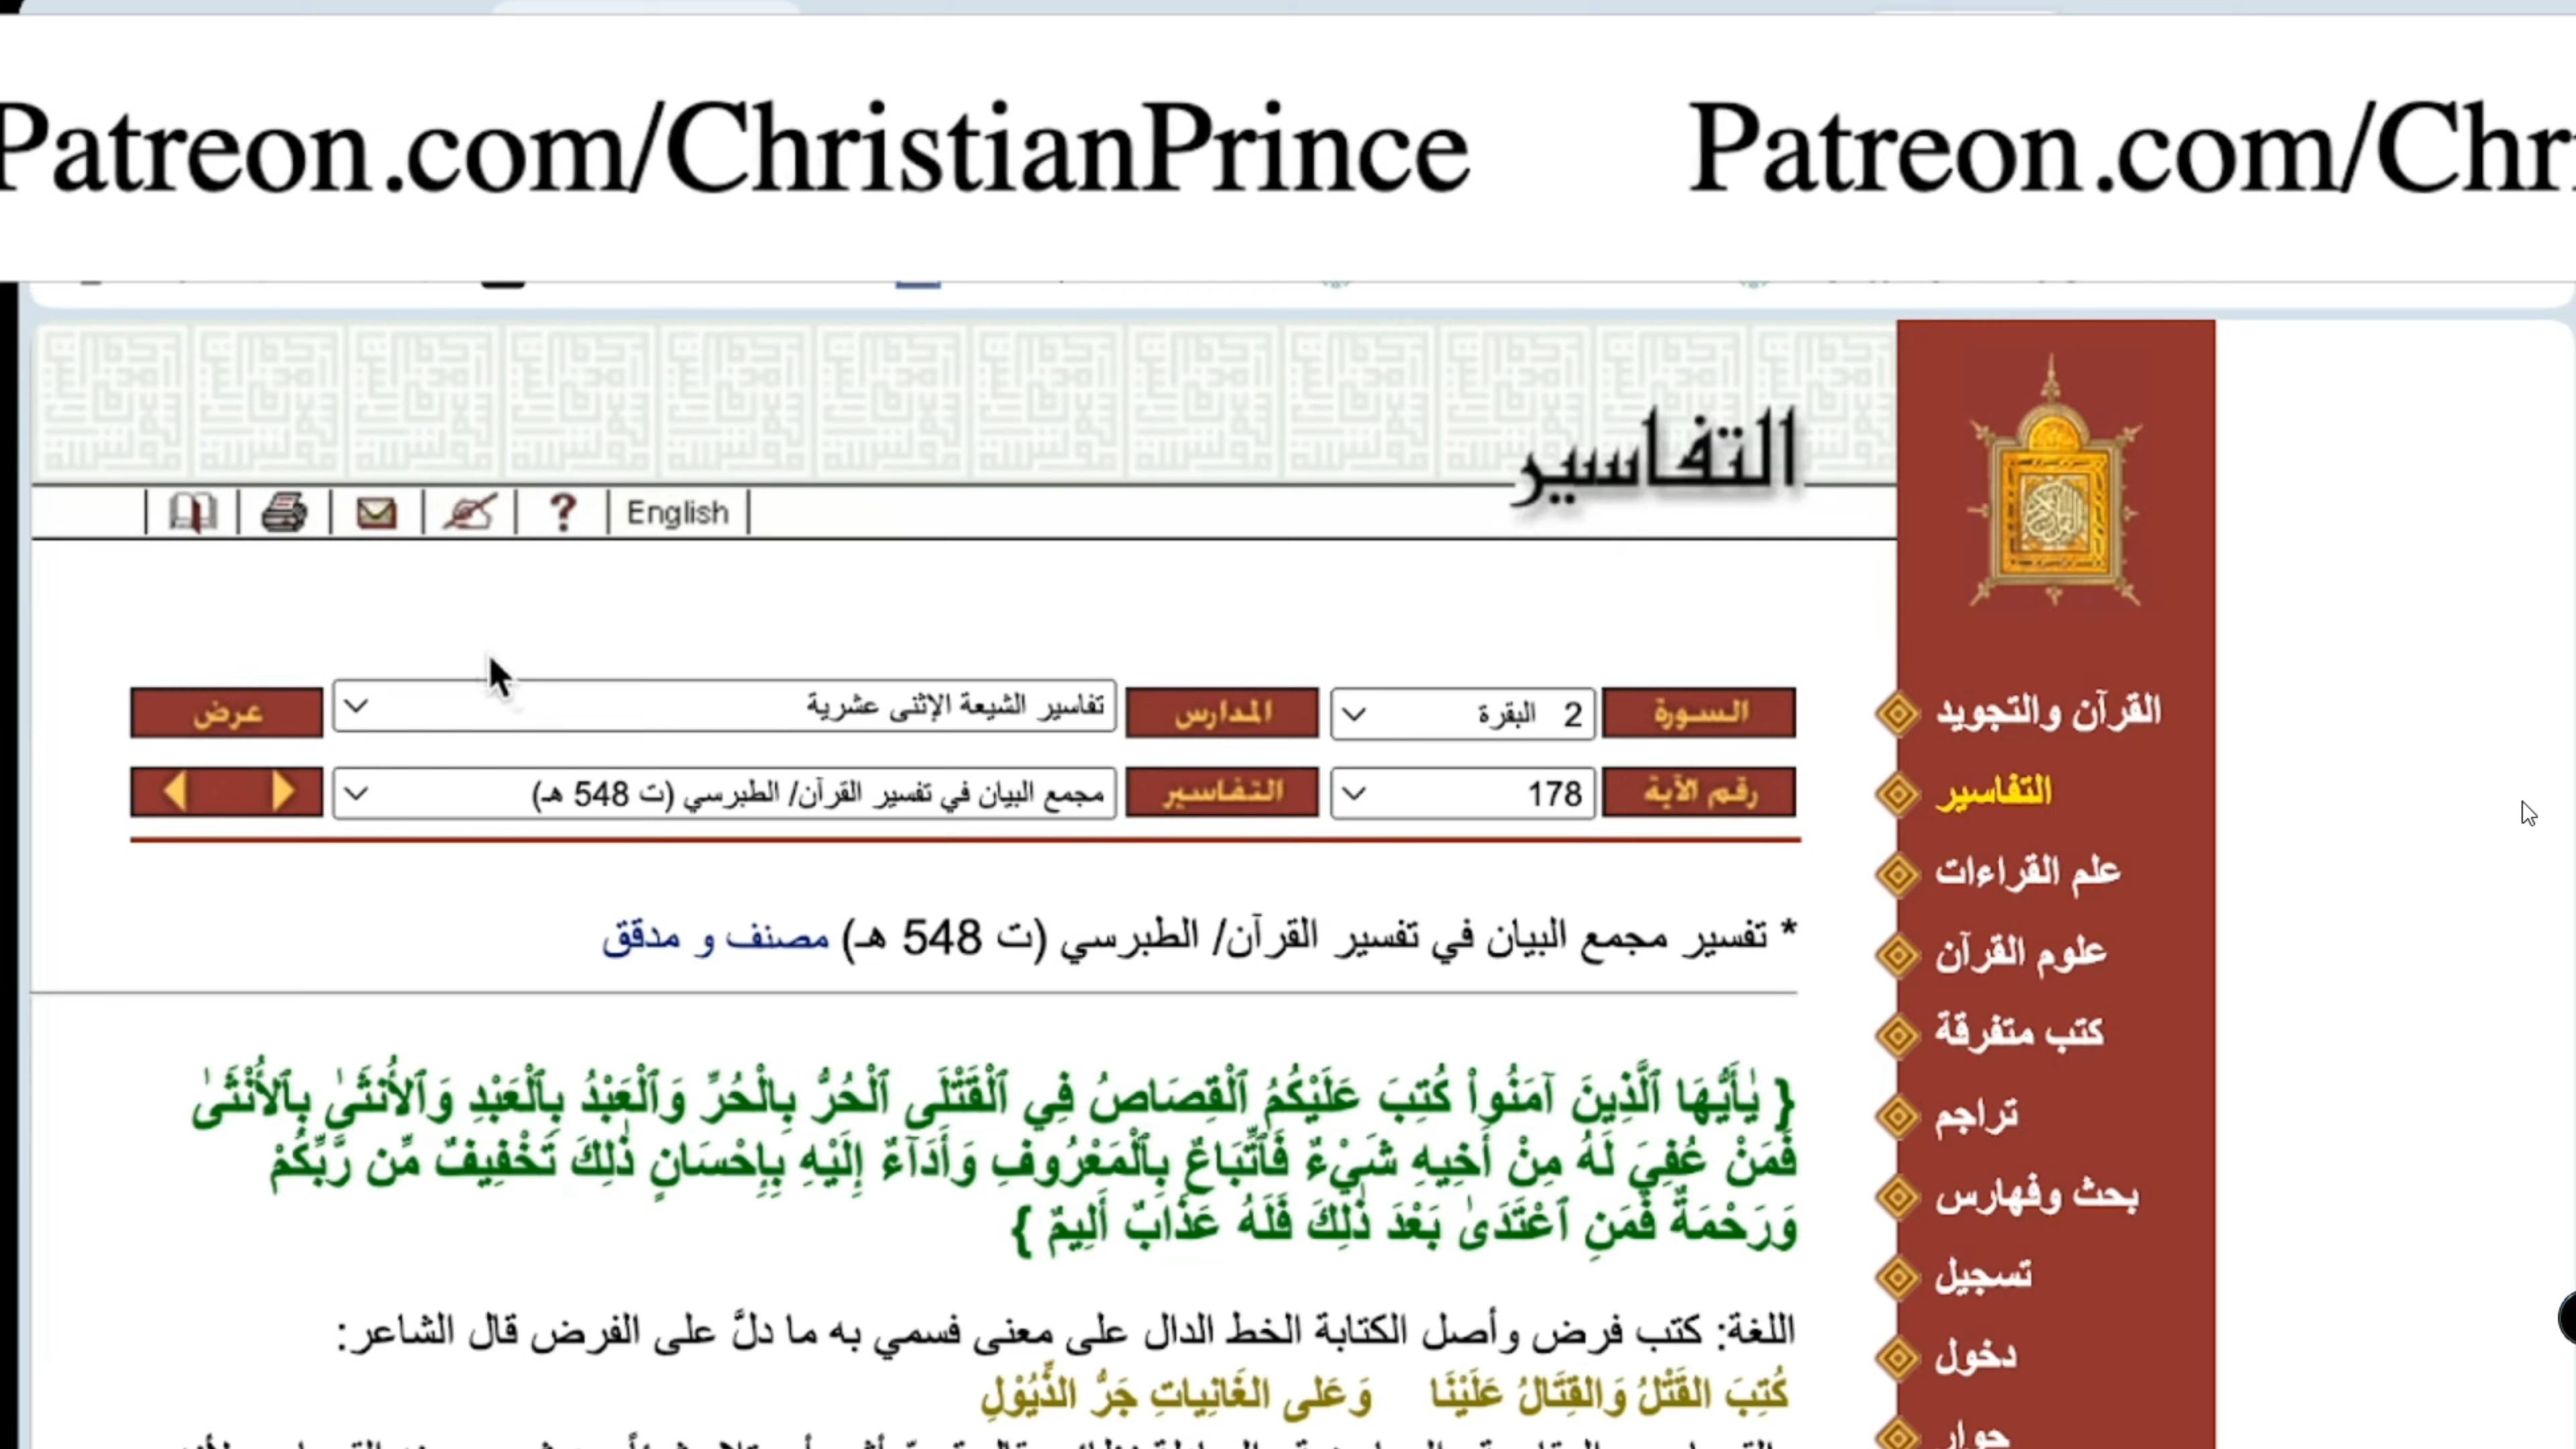 Patreon.com/ChristianPrince Patreon.com/Chr
التفاسير
English
?
السورة 2 البقرة المدارس تفاسير الشيعة الإثنى عشرية عرض
رقم الآية 178 التفاسير مجمع البيان في تفسير القرآن/ الطبرسي (ت 548 هـ)
* تفسير مجمع البيان في تفسير القرآن/ الطبرسي (ت 548 هـ) مصنف و مدقق
{ يٰأَيُّهَا ٱلَّذِينَ آمَنُواْ كُتِبَ عَلَيْكُمُ ٱلْقِصَاصُ فِي ٱلْقَتْلَى ٱلْحُرُّ بِالْحُرِّ وَٱلْعَبْدُ بِٱلْعَبْدِ وَٱلأُنثَىٰ بِٱلأُنْثَىٰ
فَمَنْ عُفِيَ لَهُ مِنْ أَخِيهِ شَيْءٌ فَٱتِّبَاعٌ بِٱلْمَعْرُوفِ وَأَدَآءٌ إِلَيْهِ بِإِحْسَانٍ ذٰلِكَ تَخْفِيفٌ مِّن رَّبِّكُمْ
وَرَحْمَةٌ فَمَنِ ٱعْتَدَىٰ بَعْدَ ذٰلِكَ فَلَهُ عَذَابٌ أَلِيمٌ }
اللغة: كتب فرض وأصل الكتابة الخط الدال على معنى فسمي به ما دلَّ على الفرض قال الشاعر:
كُتِبَ القَتْلُ وَالقِتَالُ عَلَيْنَا وَعَلى الغَانِياتِ جَرُّ الذُّيُوْلِ
القرآن والتجويد
التفاسير
علم القراءات
علوم القرآن
كتب متفرقة
تراجم
بحث وفهارس
تسجيل
دخول
حوار